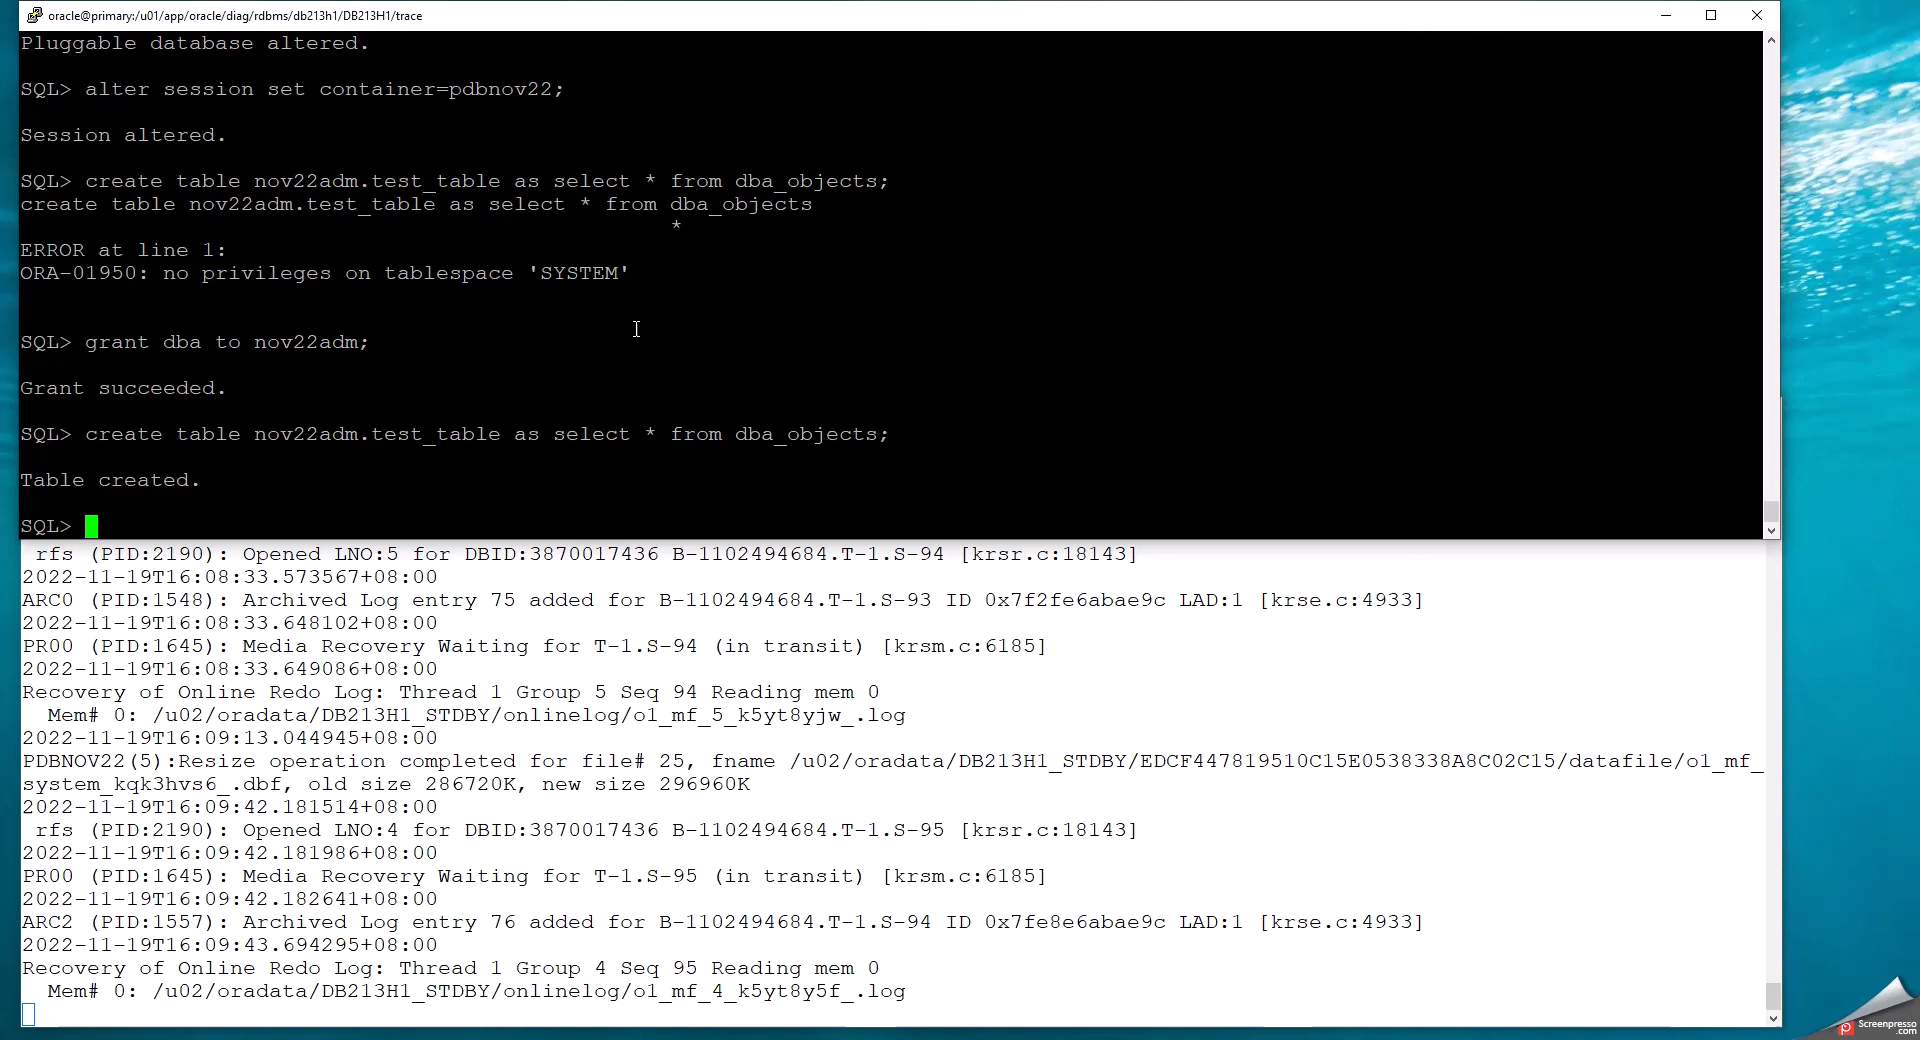 oracle@primary:/u01/app/oracle/diag/rdbms/db213h1/DB213H1/trace
Pluggable database altered.
SQL> alter session set container=pdbnov22;
Session altered.
SQL> create table nov22adm.test_table as select * from dba_objects;
create table nov22adm.test_table as select * from dba_objects
*
ERROR at line 1:
ORA-01950: no privileges on tablespace 'SYSTEM'
SQL> grant dba to nov22adm;
Grant succeeded.
SQL> create table nov22adm.test_table as select * from dba_objects;
Table created.
SQL>
rfs (PID:2190): Opened LNO:5 for DBID:3870017436 B-1102494684.T-1.S-94 [krsr.c:18143]
2022-11-19T16:08:33.573567+08:00
ARC0 (PID:1548): Archived Log entry 75 added for B-1102494684.T-1.S-93 ID 0x7f2fe6abae9c LAD:1 [krse.c:4933]
2022-11-19T16:08:33.648102+08:00
PR00 (PID:1645): Media Recovery Waiting for T-1.S-94 (in transit) [krsm.c:6185]
2022-11-19T16:08:33.649086+08:00
Recovery of Online Redo Log: Thread 1 Group 5 Seq 94 Reading mem 0
Mem# 0: /u02/oradata/DB213H1_STDBY/onlinelog/o1_mf_5_k5yt8yjw_.log
2022-11-19T16:09:13.044945+08:00
PDBNOV22(5):Resize operation completed for file# 25, fname /u02/oradata/DB213H1_STDBY/EDCF447819510C15E0538338A8C02C15/datafile/o1_mf_
system_kqk3hvs6_.dbf, old size 286720K, new size 296960K
2022-11-19T16:09:42.181514+08:00
rfs (PID:2190): Opened LNO:4 for DBID:3870017436 B-1102494684.T-1.S-95 [krsr.c:18143]
2022-11-19T16:09:42.181986+08:00
PR00 (PID:1645): Media Recovery Waiting for T-1.S-95 (in transit) [krsm.c:6185]
2022-11-19T16:09:42.182641+08:00
ARC2 (PID:1557): Archived Log entry 76 added for B-1102494684.T-1.S-94 ID 0x7fe8e6abae9c LAD:1 [krse.c:4933]
2022-11-19T16:09:43.694295+08:00
Recovery of Online Redo Log: Thread 1 Group 4 Seq 95 Reading mem 0
Mem# 0: /u02/oradata/DB213H1_STDBY/onlinelog/o1_mf_4_k5yt8y5f_.log
Screenpresso
.com